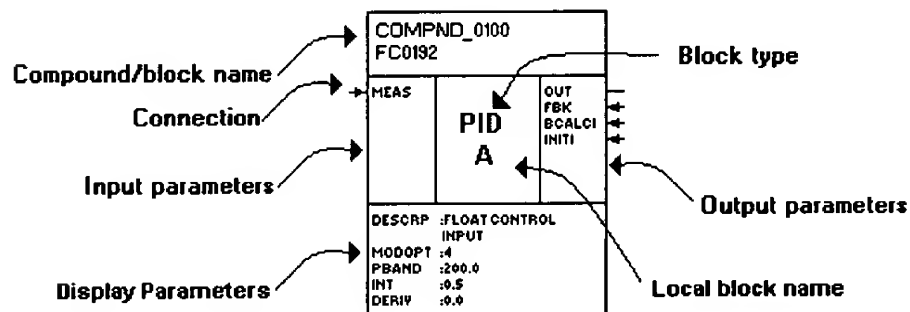 COMPND_0100
FC0192
Compound/block name
Block type
MEAS
OUT
FBK
BCALCI
INITI
Connection
PID
A
Input parameters
Output parameters
DESCRP :FLOAT CONTROL
INPUT
MODOPT :4
PBAND :200.0
INT :0.5
DERIV :0.0
Display Parameters
Local block name